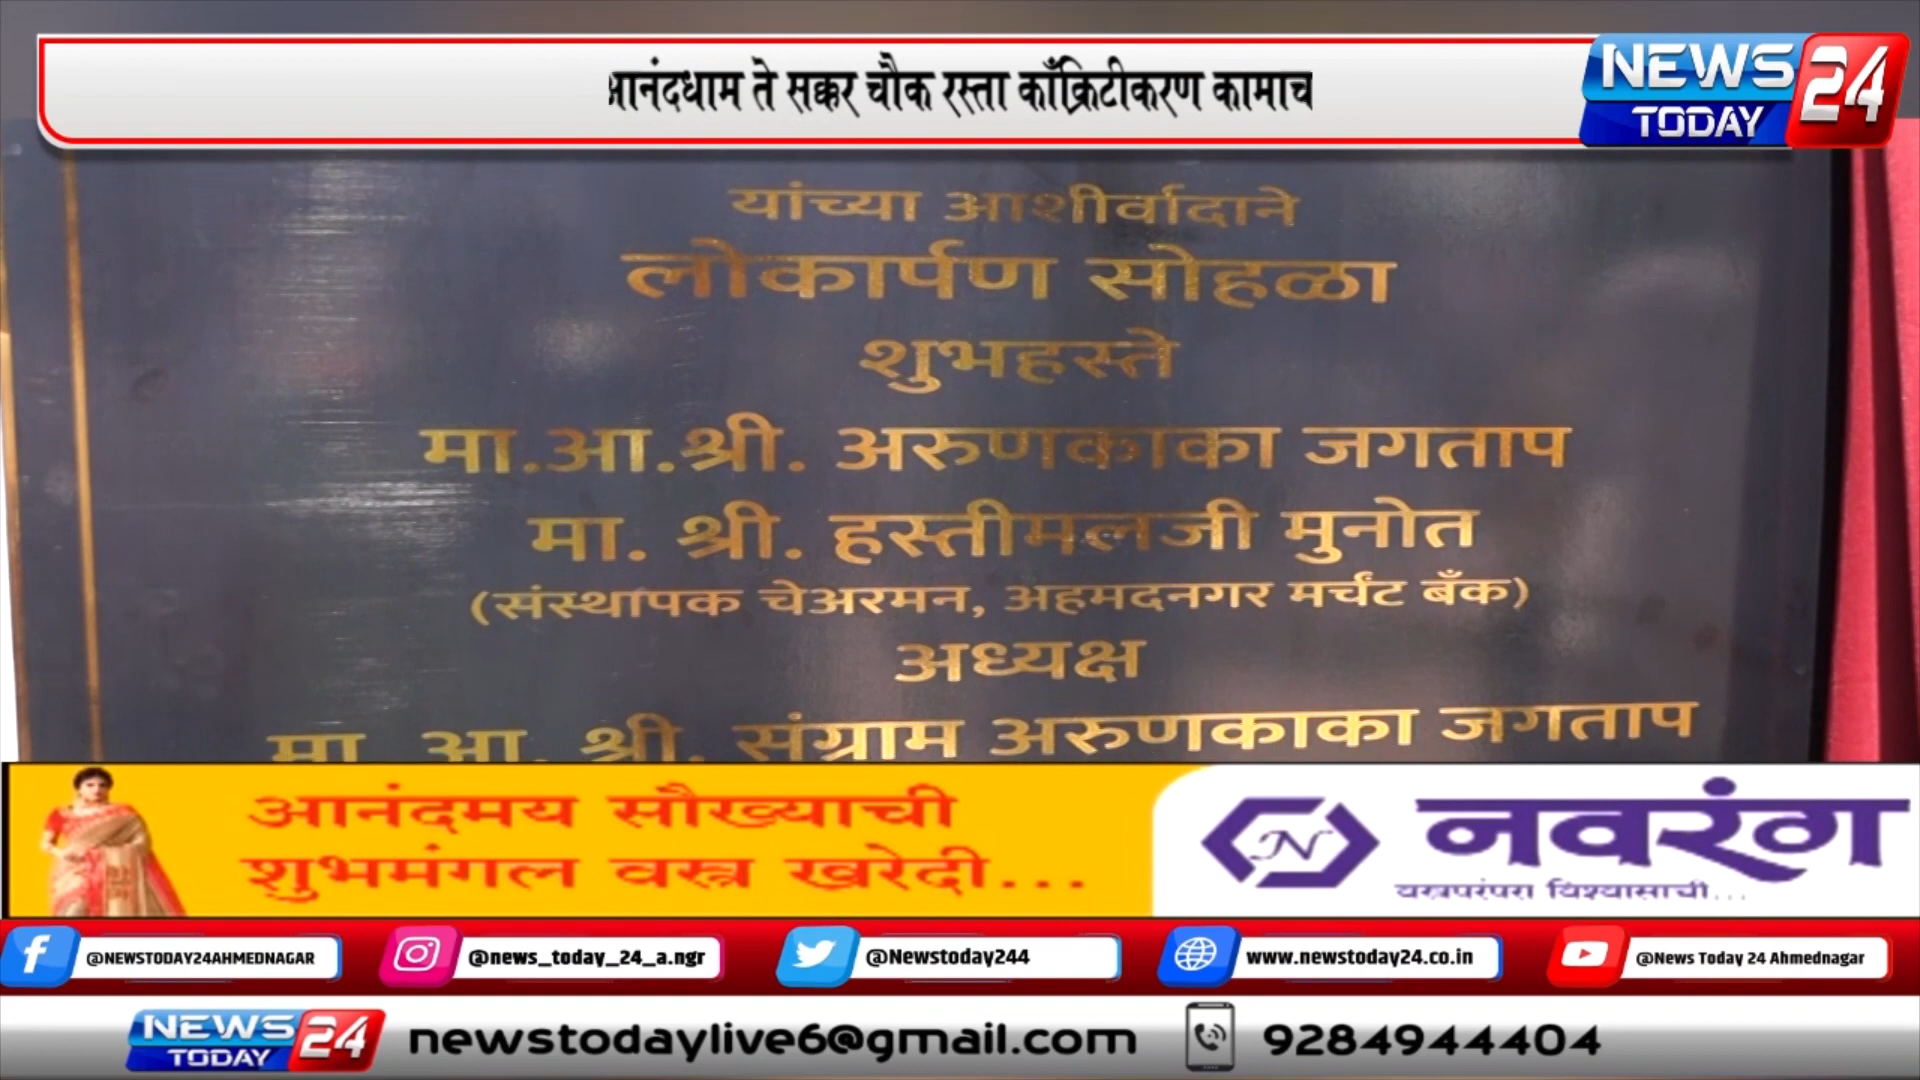 आनंदधाम ते सक्कर चौक रस्ता काँक्रिटीकरण कामाच
NEWS
TODAY
24
यांच्या आशीर्वादाने
लोकार्पण सोहळा
शुभहस्ते
मा.आ.श्री. अरुणकाका जगताप
मा. श्री. हस्तीमलजी मुनोत
(संस्थापक चेअरमन, अहमदनगर मर्चंट बँक)
अध्यक्ष
मा. आ. श्री. संग्राम अरुणकाका जगताप
आनंदमय सौख्याची
शुभमंगल वस्त्र खरेदी...
N
नवरंग
वस्त्रपरंपरा विश्वासाची...
@NEWSTODAY24AHMEDNAGAR
@news_today_24_a.ngr
@Newstoday244
www.newstoday24.co.in
@News Today 24 Ahmednagar
NEWS
TODAY
24
newstodaylive6@gmail.com
9284944404